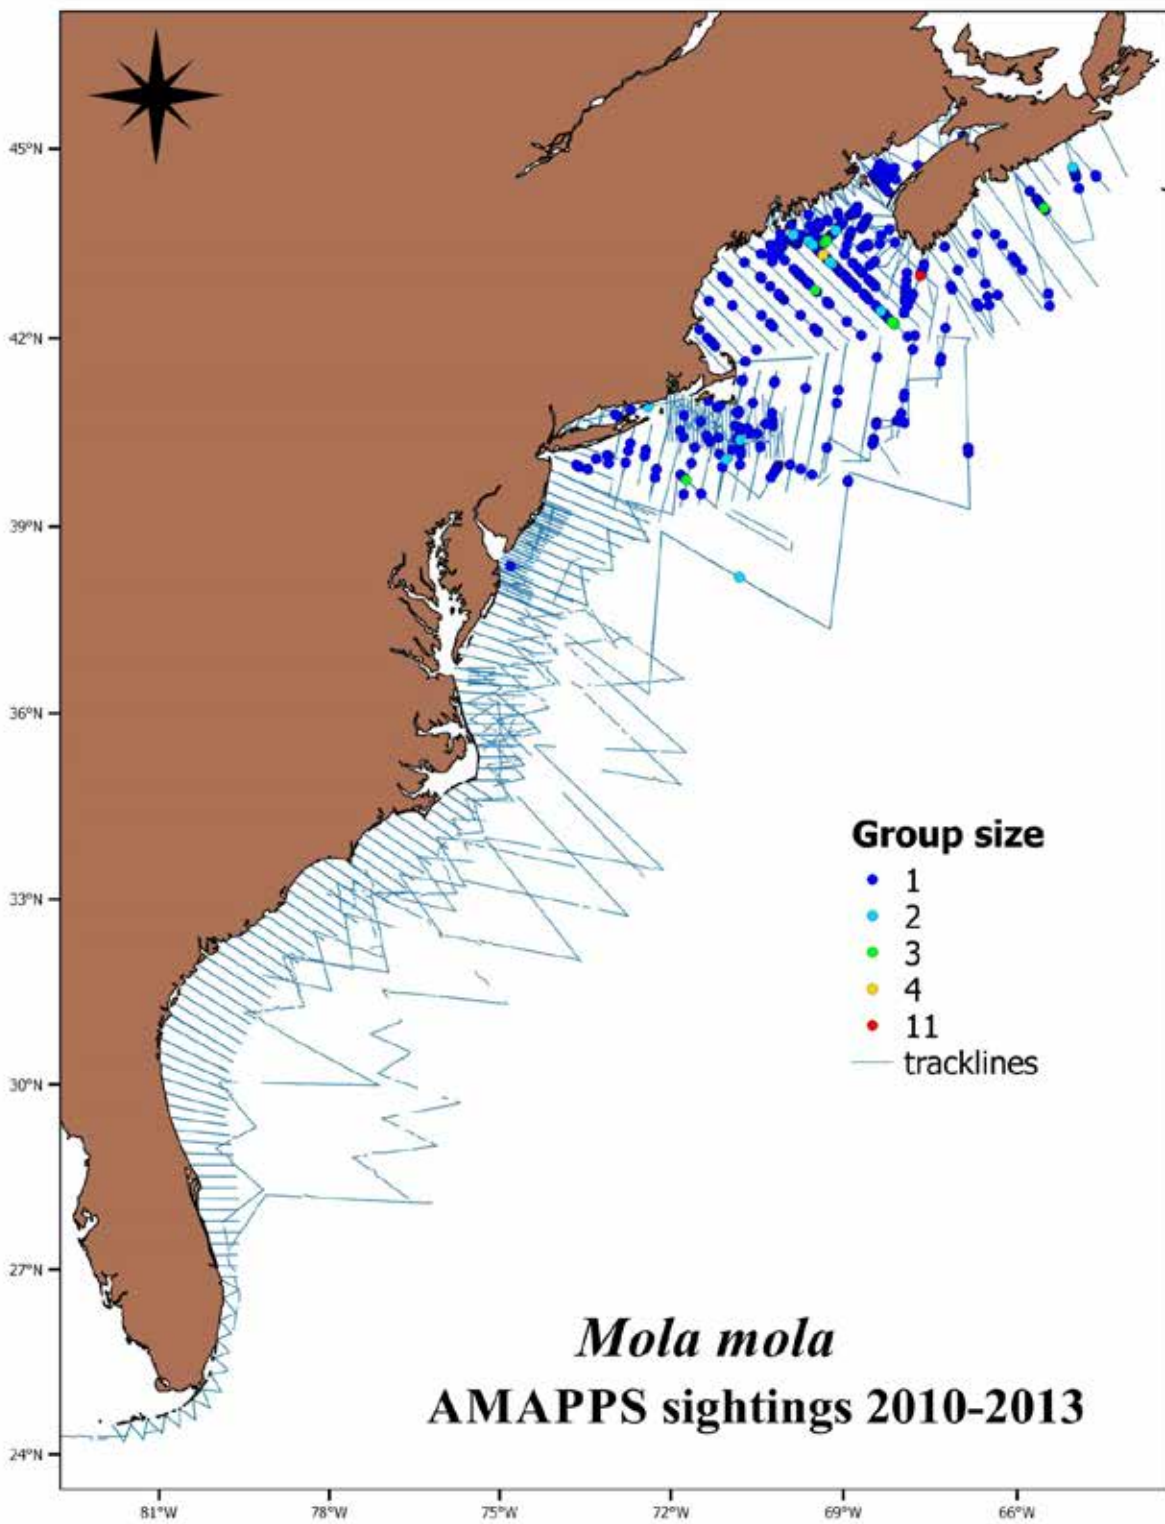 45°N
42°N
39°N
36°N
33°N
30°N
27°N
24°N
Group size
1
2
3
4
11
tracklines
Mola mola
AMAPPS sightings 2010-2013
81°W
78°W
75°W
72°W
69°W
66°W